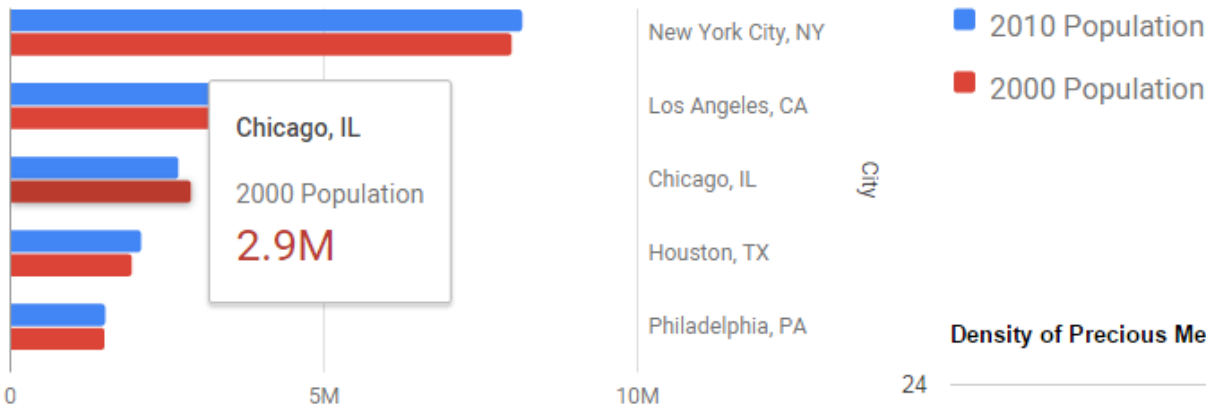 New York City, NY
2010 Population
2000 Population
Los Angeles, CA
Chicago, IL
2000 Population
2.9M
Chicago, IL
City
Houston, TX
Philadelphia, PA
Density of Precious Me
24
0
5M
10M